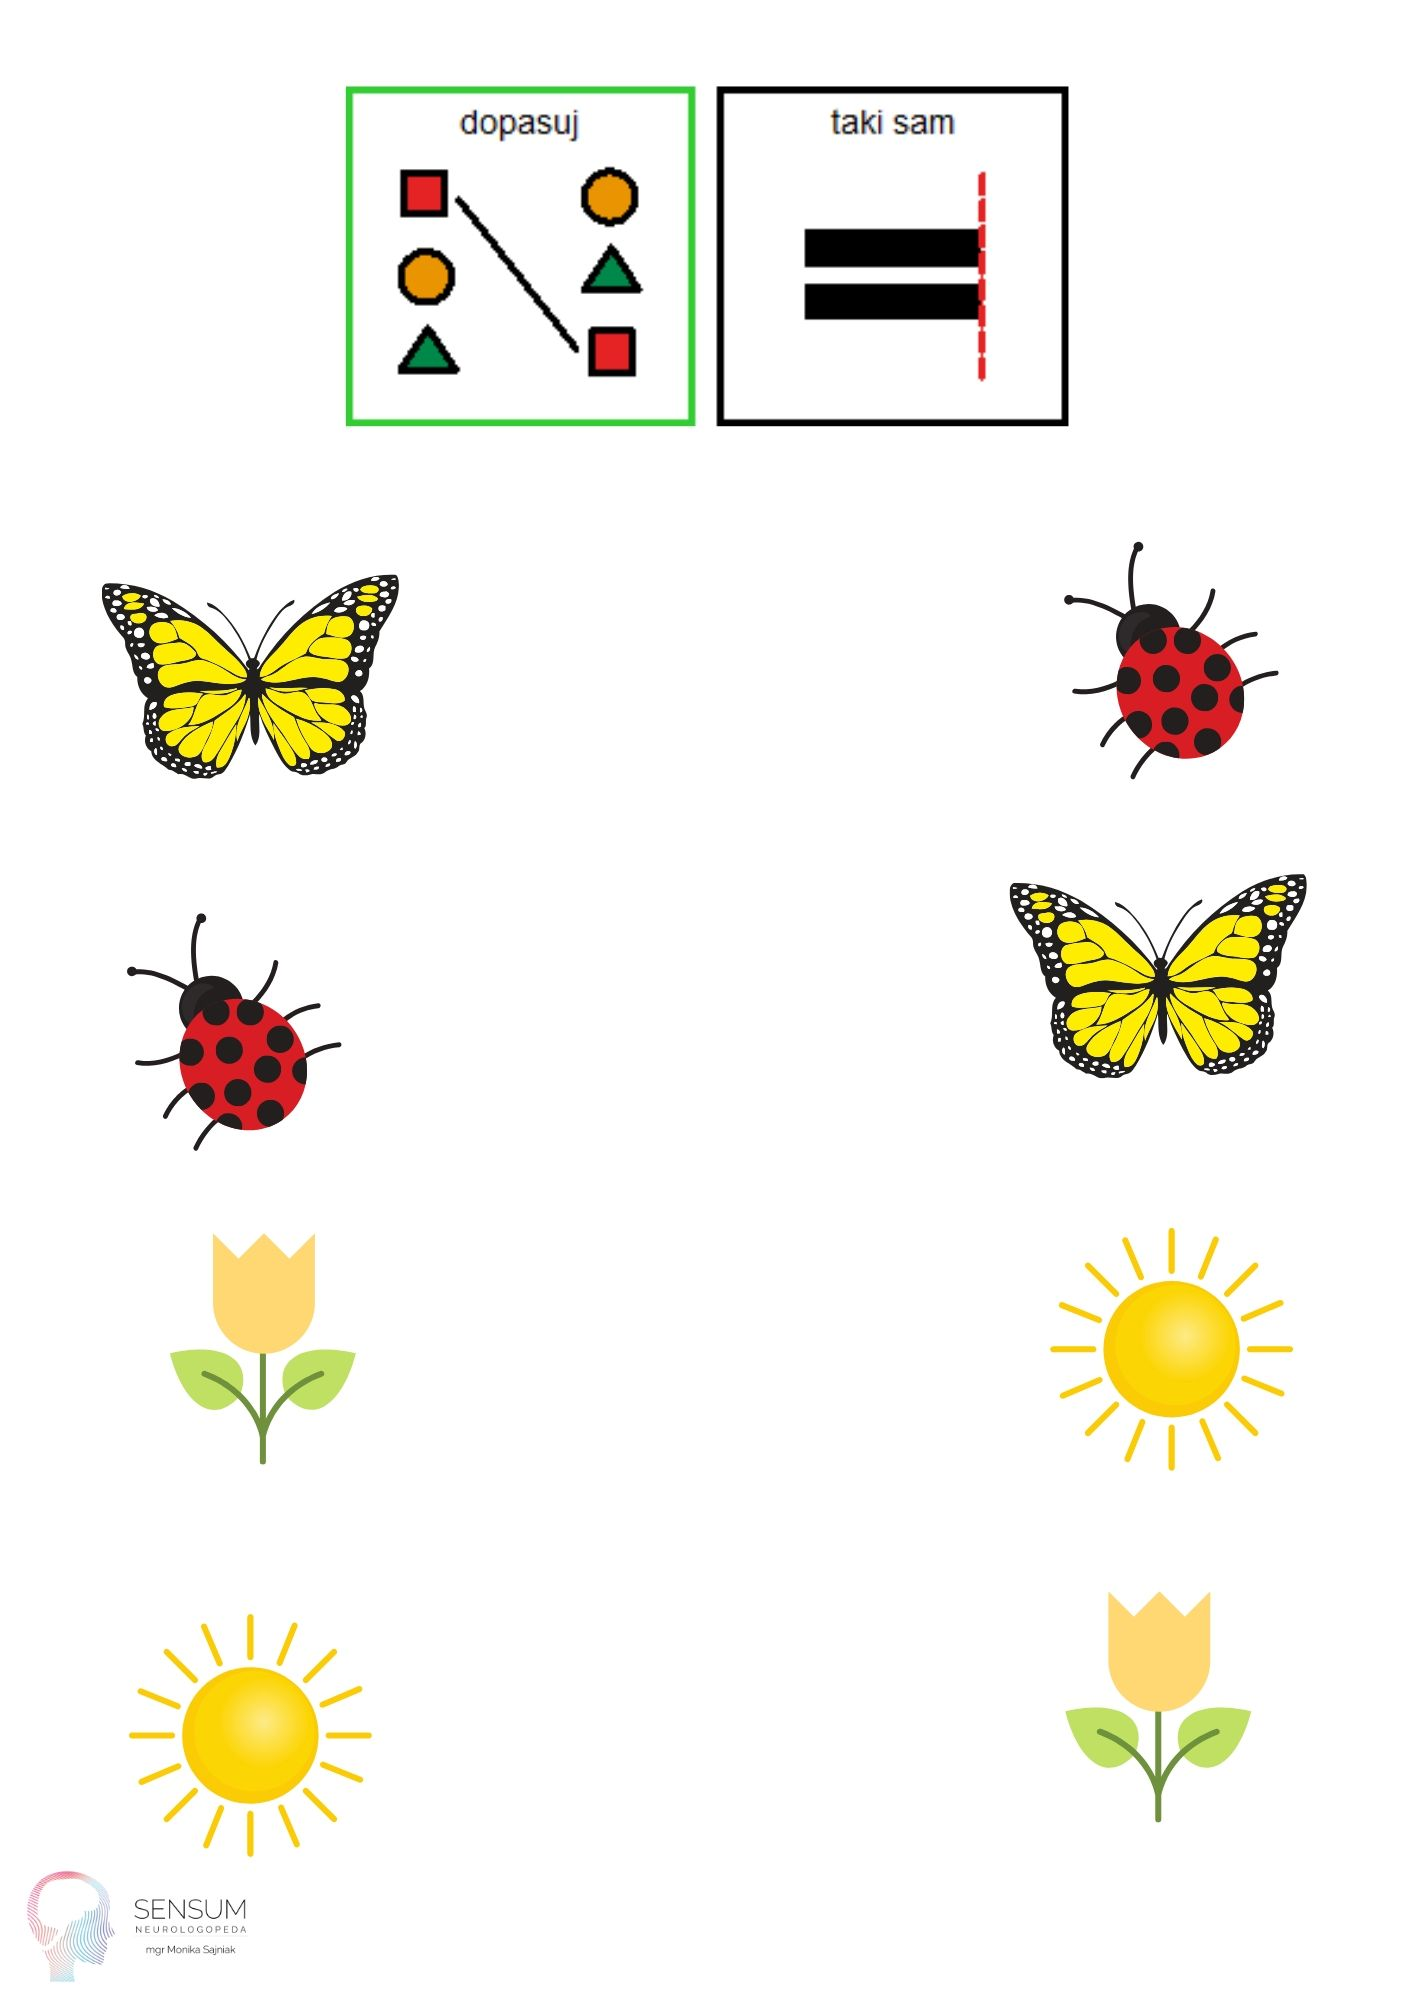 dopasuj
taki sam
SENSUM
NEUROLOGOPEDA
mgr Monika Sajniak